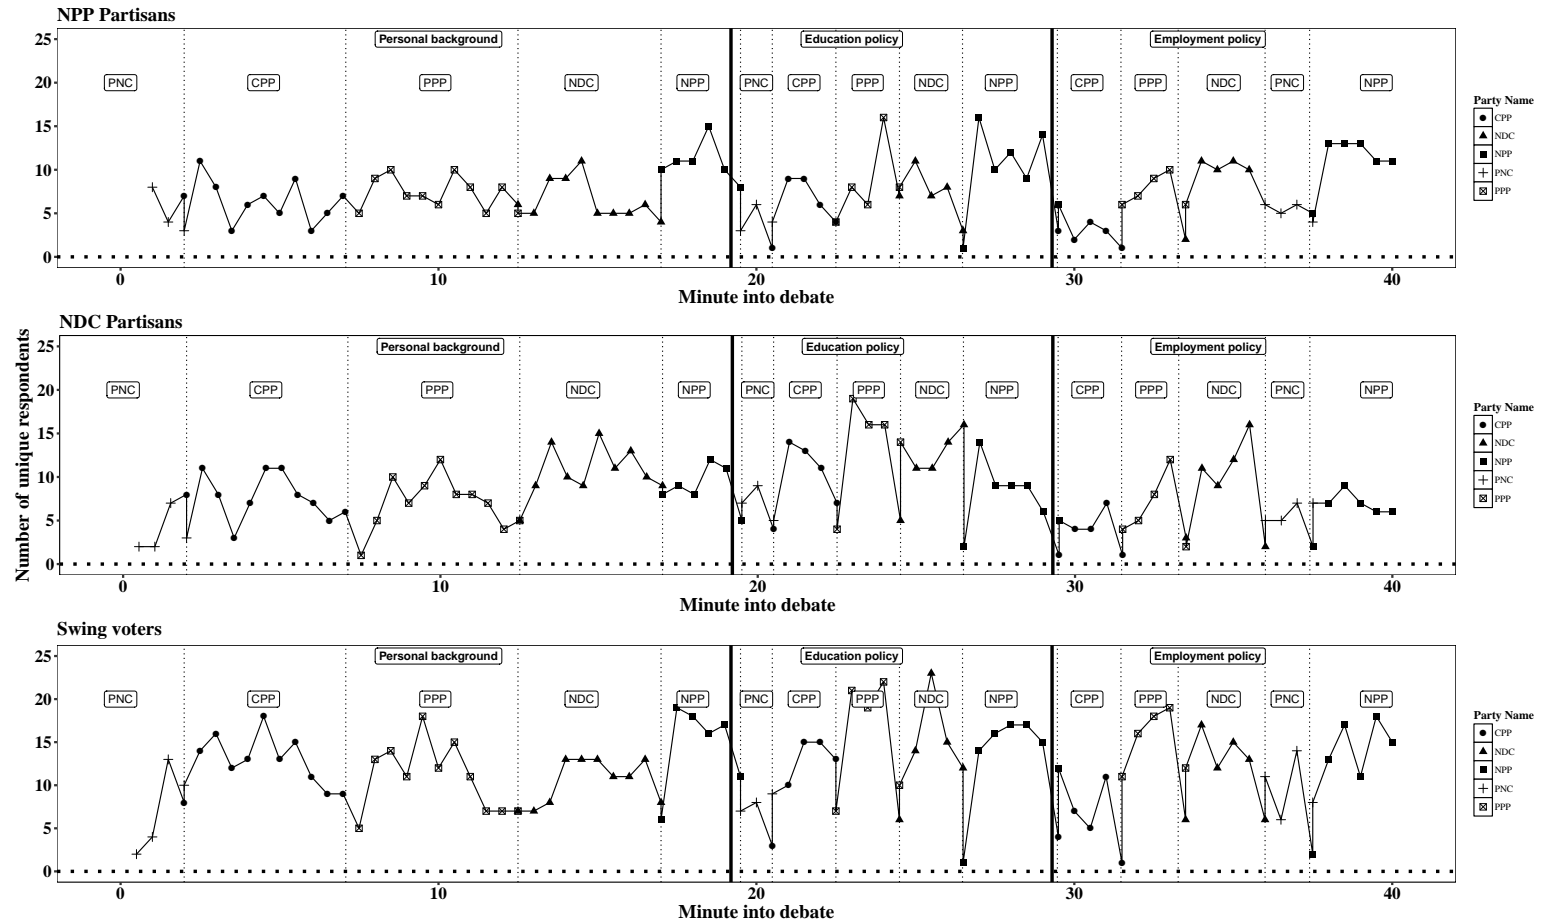 NPP Partisans
25
20
15
10
5
0
Personal background
Education policy
Employment policy
PNC
CPP
PPP
NDC
NPP
PNC
CPP
PPP
NDC
NPP
CPP
PPP
NDC
PNC
NPP
0
10
20
30
40
Minute into debate
Party Name
CPP
NDC
NPP
PNC
PPP
Number of unique respondents
NDC Partisans
25
20
15
10
5
0
Personal background
Education policy
Employment policy
PNC
CPP
PPP
NDC
NPP
PNC
CPP
PPP
NDC
NPP
CPP
PPP
NDC
PNC
NPP
0
10
20
30
40
Minute into debate
Party Name
CPP
NDC
NPP
PNC
PPP
Swing voters
25
20
15
10
5
0
Personal background
Education policy
Employment policy
PNC
CPP
PPP
NDC
NPP
PNC
CPP
PPP
NDC
NPP
CPP
PPP
NDC
PNC
NPP
0
10
20
30
40
Minute into debate
Party Name
CPP
NDC
NPP
PNC
PPP